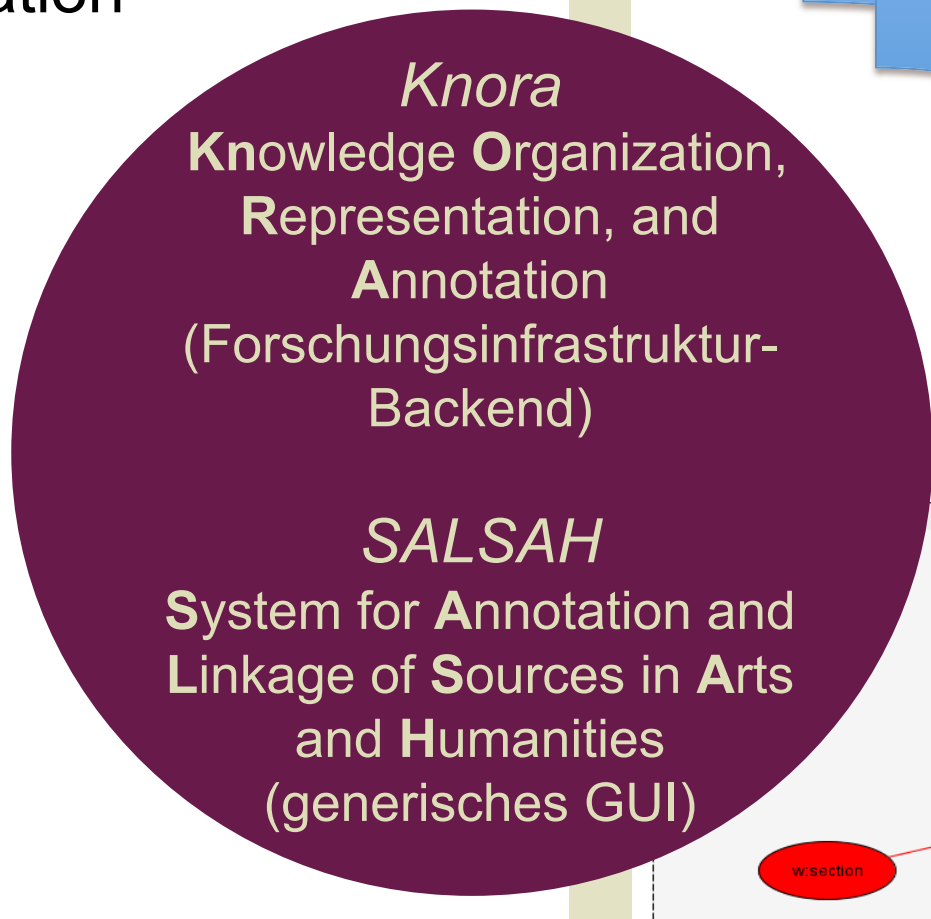 Knora
Knowledge Organization,
Representation, and
Annotation
(Forschungsinfrastruktur-
Backend)
SALSAH
System for Annotation and
Linkage of Sources in Arts
and Humanities
(generisches GUI)
w:section